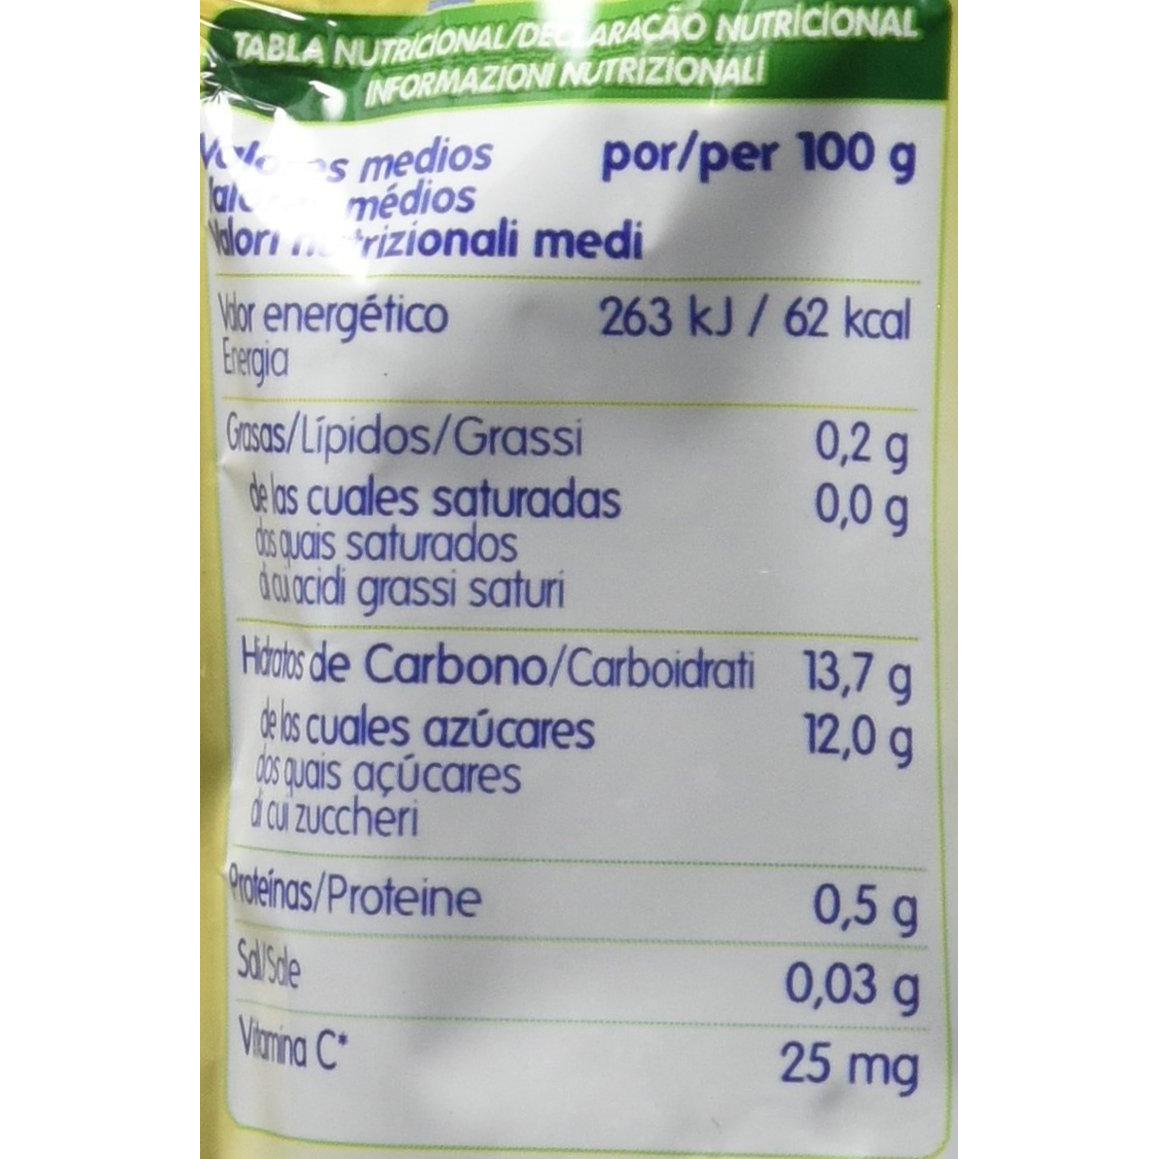 TABLA NUTRICIONAL/DECLARAÇÃO NUTRICIONAL
INFORMAZIONI NUTRIZIONALI
Valores medios por/per 100 g
médios
Valori nutrizionali medi
Valor energético 263 kJ / 62 kcal
Energia
Grasas/Lípidos/Grassi 0,2 g
de las cuales saturadas 0,0 g
dos quais saturados
di cui acidi grassi saturi
Hidratos de Carbono/Carboidrati 13,7 g
de los cuales azúcares 12,0 g
dos quais açúcares
di cui zuccheri
Proteínas/Proteine 0,5 g
Sal/Sale 0,03 g
Vitamina C* 25 mg